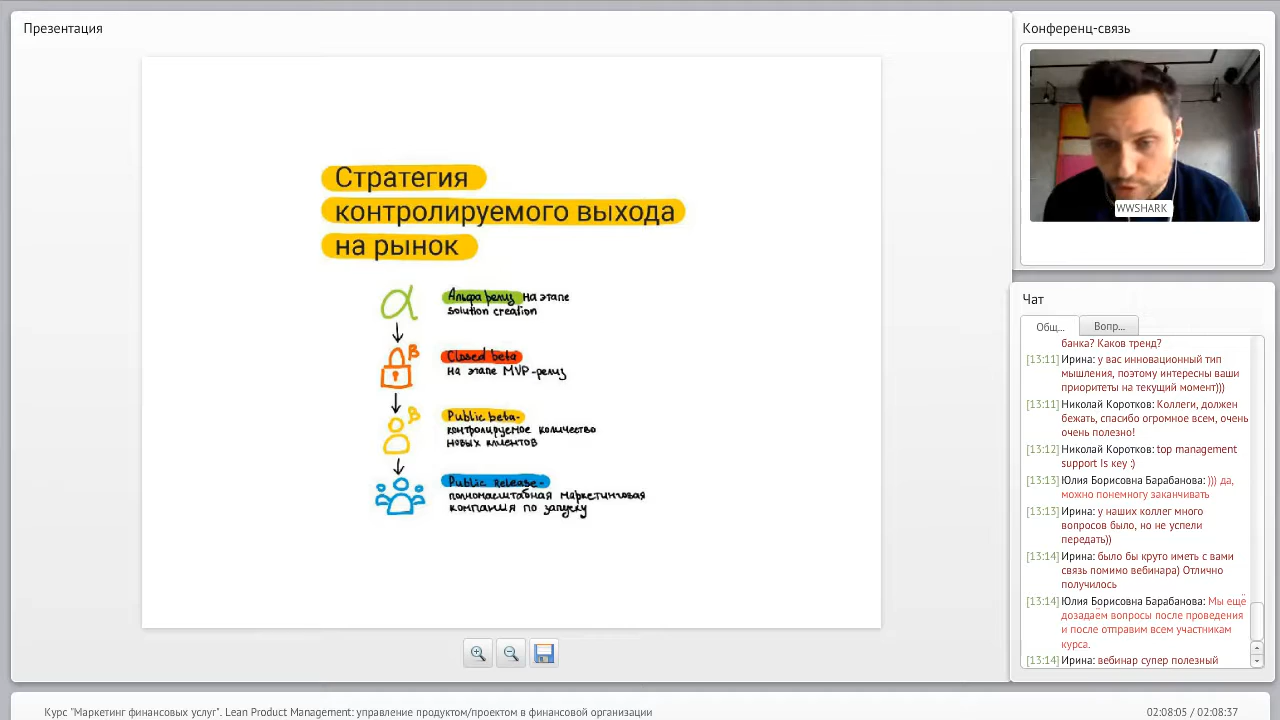 Презентация
Стратегия
контролируемого выхода
на рынок
α
Альфа релиз на этапе
solution creation
β
Closed beta
на этапе MVP-релиз
β
Public beta-
контролируемое количество
новых клиентов
Public release-
полномасштабная маркетинговая
компания по запуску
Конференц-связь
WWSHARK
Чат
Общ...
Вопр...
банка? Каков тренд?
[13:11] Ирина: у вас инновационный тип
мышления, поэтому интересны ваши
приоритеты на текущий момент)))
[13:11] Николай Коротков: Коллеги, должен
бежать, спасибо огромное всем, очень
очень полезно!
[13:12] Николай Коротков: top management
support Is key :)
[13:13] Юлия Борисовна Барабанова: ))) да,
можно понемногу заканчивать
[13:13] Ирина: у наших коллег много
вопросов было, но не успели
передать))
[13:14] Ирина: было бы круто иметь с вами
связь помимо вебинара) Отлично
получилось
[13:14] Юлия Борисовна Барабанова: Мы ещё
дозадаём вопросы после проведения
и после отправим всем участникам
курса.
[13:14] Ирина: вебинар супер полезный
Курс "Маркетинг финансовых услуг". Lean Product Management: управление продуктом/проектом в финансовой организации
02:08:05 / 02:08:37